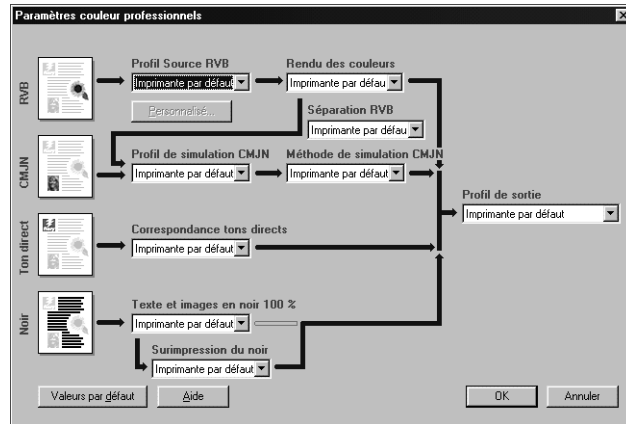 Paramètres couleur professionnels
RVB
Profil Source RVB
Imprimante par défaut
Personnalisé...
Rendu des couleurs
Imprimante par défau
Séparation RVB
Imprimante par défau
CMJN
Profil de simulation CMJN
Imprimante par défaut
Méthode de simulation CMJN
Imprimante par défaut
Profil de sortie
Imprimante par défaut
Ton direct
Correspondance tons directs
Imprimante par défaut
Noir
Texte et images en noir 100 %
Imprimante par défaut
Surimpression du noir
Imprimante par défaut
Valeurs par défaut
Aide
OK
Annuler